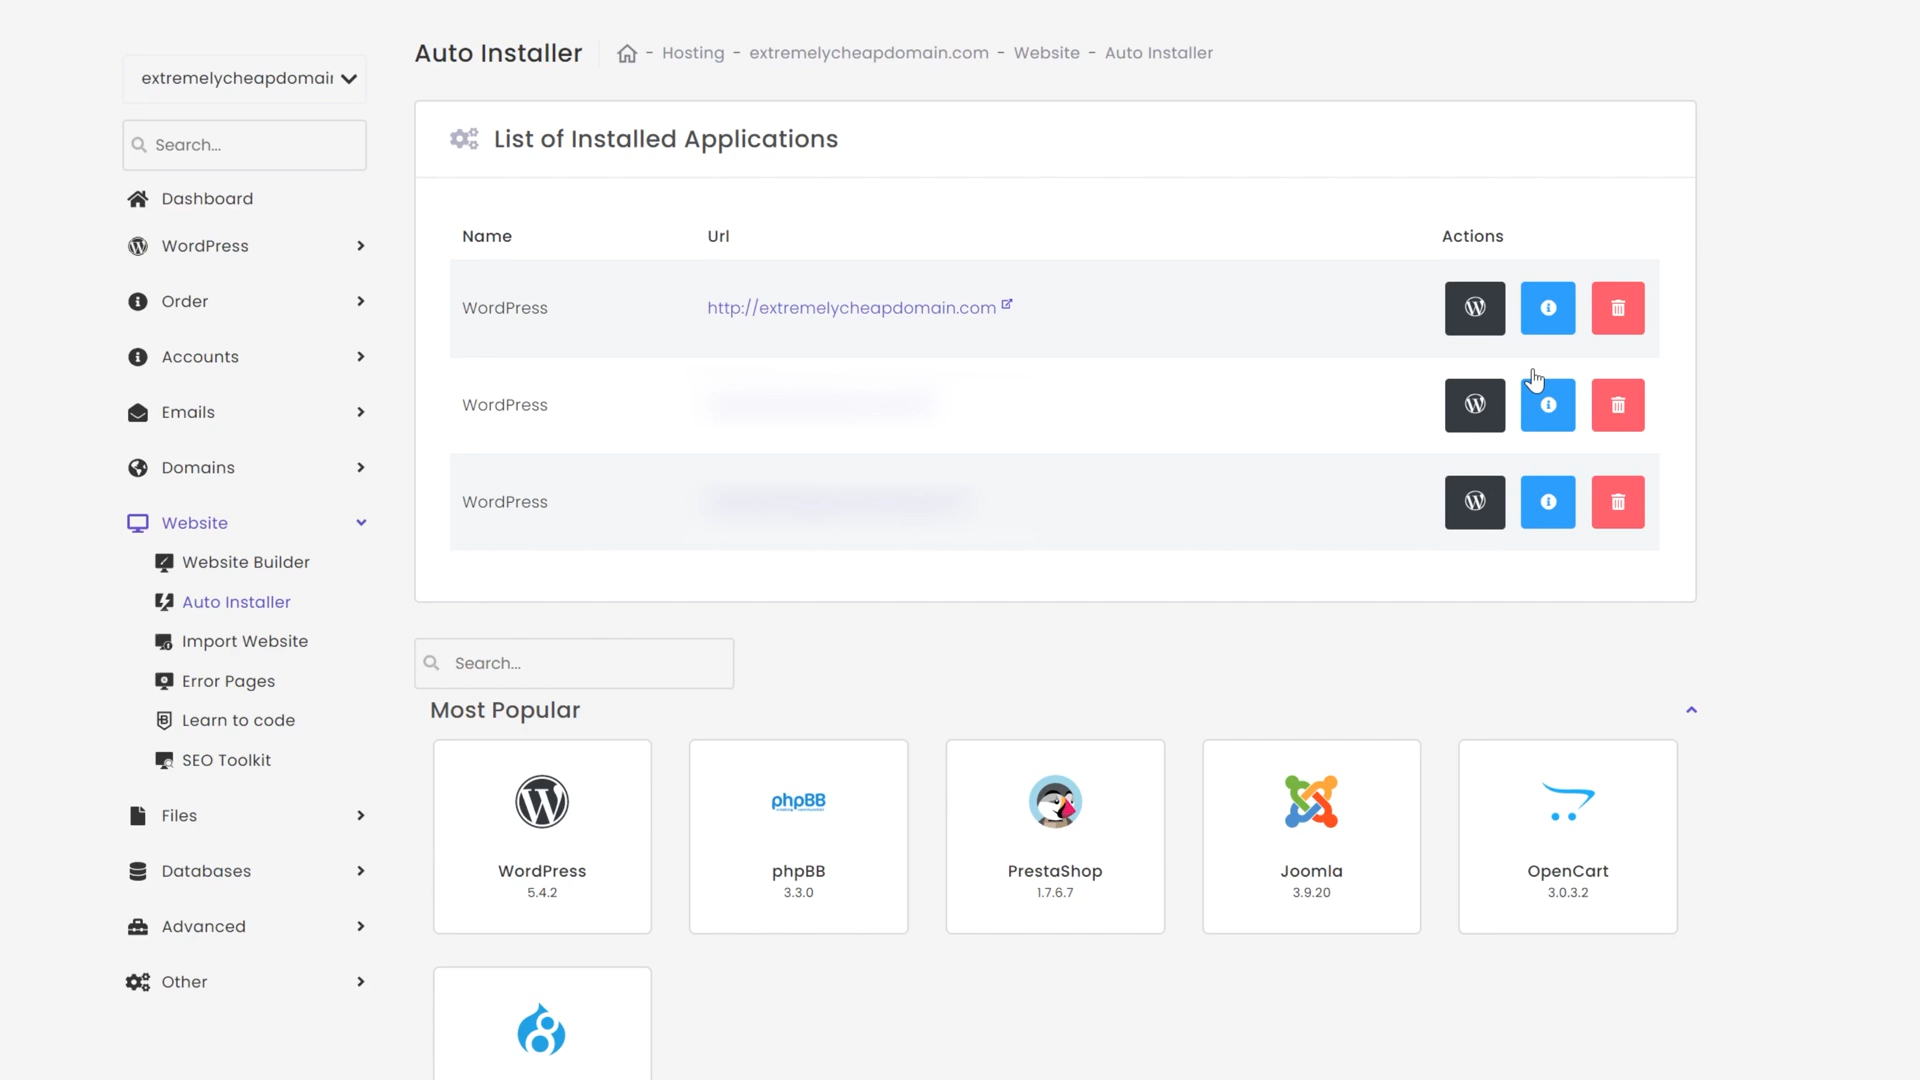 extremelycheapdomain
Search...
Dashboard
WordPress
Order
Accounts
Emails
Domains
Website
Website Builder
Auto Installer
Import Website
Error Pages
Learn to code
SEO Toolkit
Files
Databases
Advanced
Other
Auto Installer - Hosting - extremelycheapdomain.com - Website - Auto Installer
List of Installed Applications
Name Url Actions
WordPress http://extremelycheapdomain.com
WordPress
WordPress
Search...
Most Popular
phpBB
WordPress phpBB PrestaShop Joomla OpenCart
5.4.2 3.3.0 1.7.6.7 3.9.20 3.0.3.2